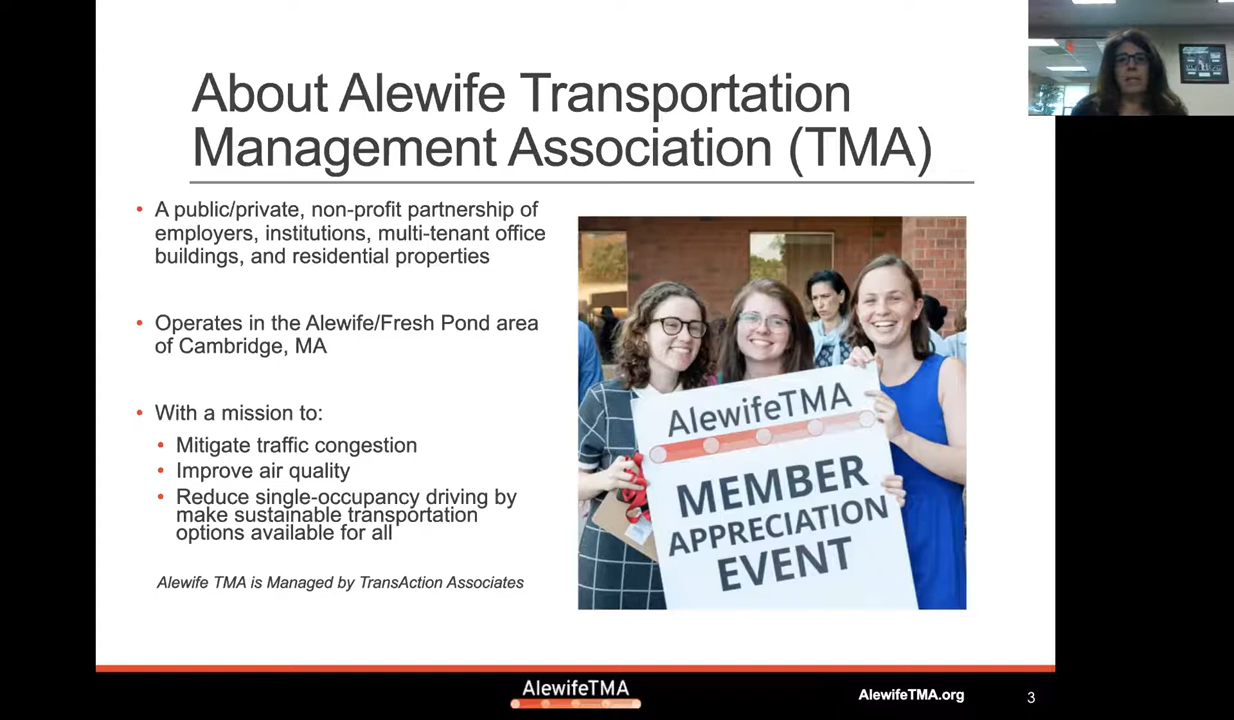 About Alewife Transportation
Management Association (TMA)
• A public/private, non-profit partnership of
employers, institutions, multi-tenant office
buildings, and residential properties
• Operates in the Alewife/Fresh Pond area
of Cambridge, MA
• With a mission to:
• Mitigate traffic congestion
• Improve air quality
• Reduce single-occupancy driving by
make sustainable transportation
options available for all
Alewife TMA is Managed by TransAction Associates
AlewifeTMA
MEMBER
APPRECIATION
EVENT
AlewifeTMA
AlewifeTMA.org
3